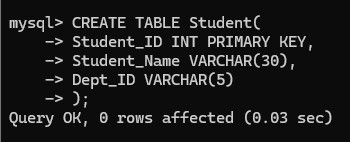 mysql> CREATE TABLE Student(
    -> Student_ID INT PRIMARY KEY,
    -> Student_Name VARCHAR(30),
    -> Dept_ID VARCHAR(5)
    -> );
Query OK, 0 rows affected (0.03 sec)